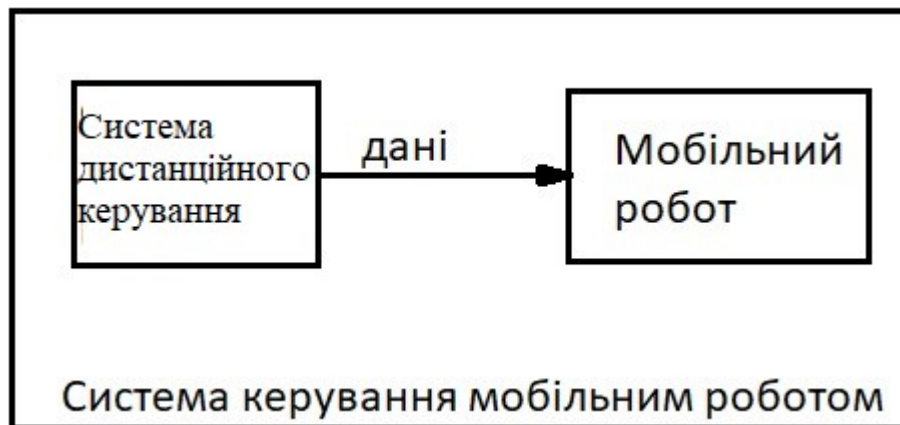 Система
дистанційного
керування
дані
Мобільний
робот
Система керування мобільним роботом